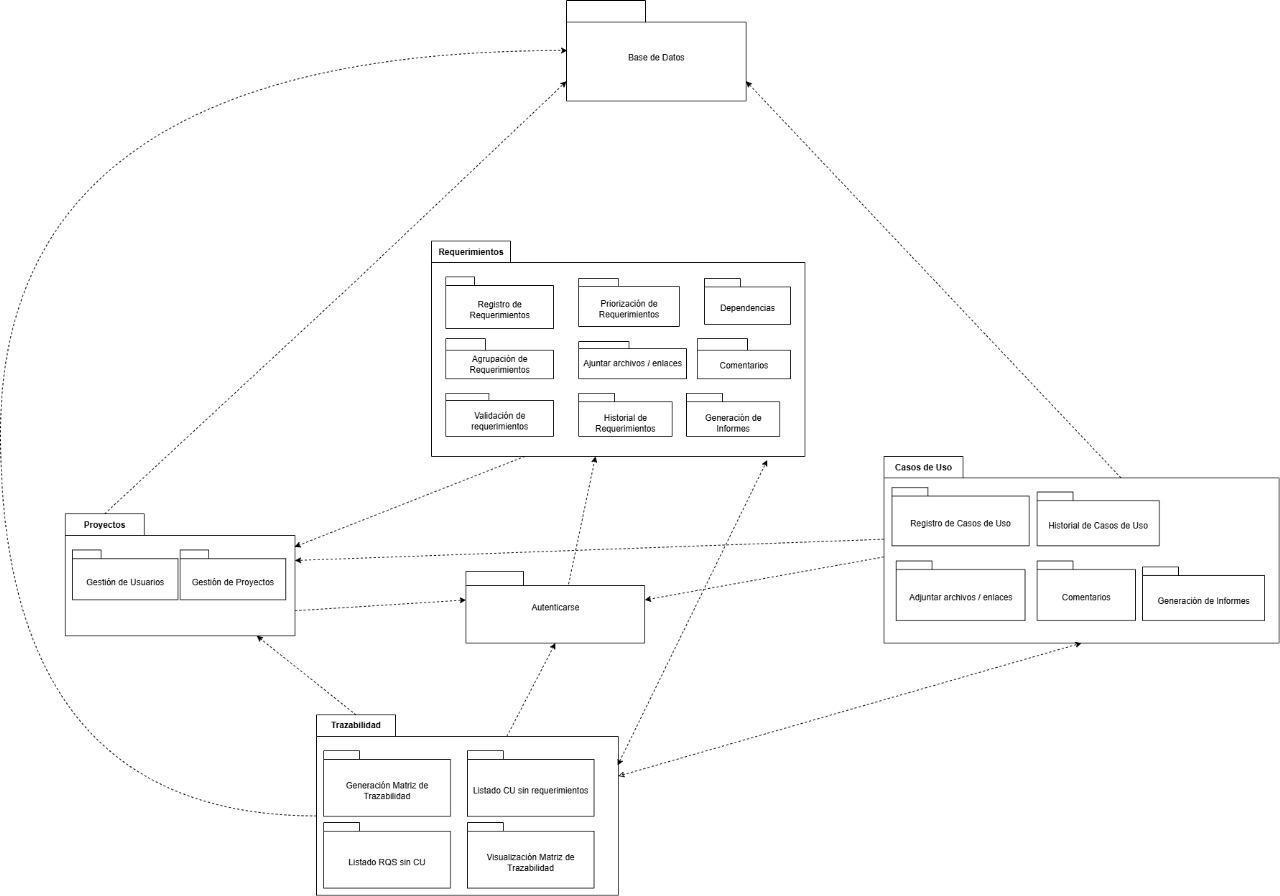 Base de Datos
Requerimientos
Registro de
Requerimientos
Priorización de
Requerimientos
Dependencias
Agrupación de
Requerimientos
Ajuntar archivos / enlaces
Comentarios
Validación de
requerimientos
Historial de
Requerimientos
Generación de
Informes
Casos de Uso
Registro de Casos de Uso
Historial de Casos de Uso
Adjuntar archivos / enlaces
Comentarios
Generación de Informes
Proyectos
Gestión de Usuarios
Gestión de Proyectos
Autenticarse
Trazabilidad
Generación Matriz de
Trazabilidad
Listado CU sin requerimientos
Listado RQS sin CU
Visualización Matriz de
Trazabilidad